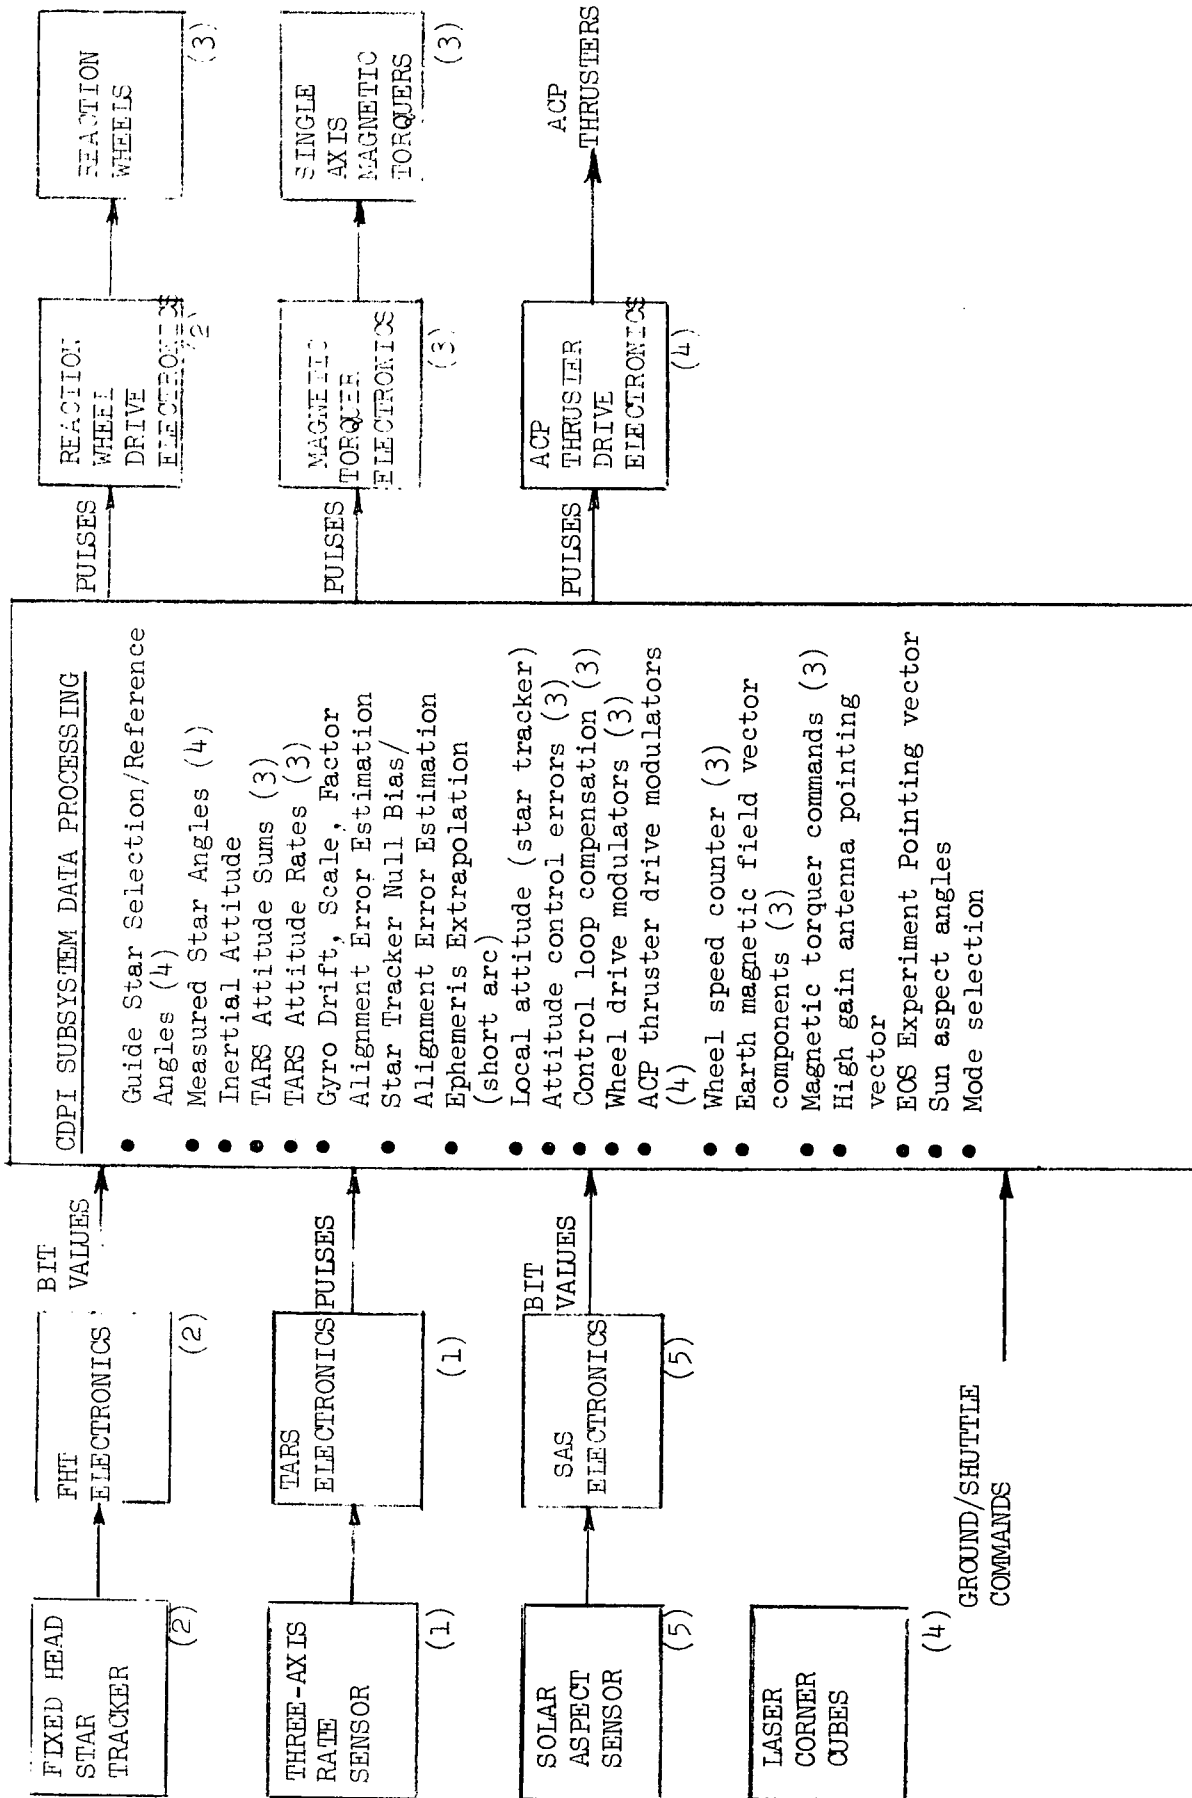 FIXED HEAD
STAR
TRACKER
(2)
FHT
ELECTRONICS
(2)
BIT
VALUES
THREE-AXIS
RATE
SENSOR
(1)
TARS
ELECTRONICS
(1)
PULSES
SOLAR
ASPECT
SENSOR
(5)
SAS
ELECTRONICS
(5)
BIT
VALUES
LASER
CORNER
CUBES
(4)
GROUND/SHUTTLE
COMMANDS
CDPI SUBSYSTEM DATA PROCESSING
• Guide Star Selection/Reference
Angles (4)
• Measured Star Angles (4)
• Inertial Attitude
• TARS Attitude Sums (3)
• TARS Attitude Rates (3)
• Gyro Drift, Scale, Factor
Alignment Error Estimation
• Star Tracker Null Bias/
Alignment Error Estimation
• Ephemeris Extrapolation
(short arc)
• Local attitude (star tracker)
• Attitude control errors (3)
• Control loop compensation (3)
• Wheel drive modulators (3)
• ACP thruster drive modulators
(4)
• Wheel speed counter (3)
• Earth magnetic field vector
components (3)
• Magnetic torquer commands (3)
• High gain antenna pointing
vector
• EOS Experiment Pointing vector
• Sun aspect angles
• Mode selection
PULSES
REACTION
WHEEL
DRIVE
ELECTRONICS
(2)
REACTION
WHEELS
(3)
PULSES
MAGNETIC
TORQUER
ELECTRONICS
(3)
SINGLE
AXIS
MAGNETIC
TORQUERS
(3)
PULSES
ACP
THRUSTER
DRIVE
ELECTRONICS
(4)
ACP
THRUSTERS